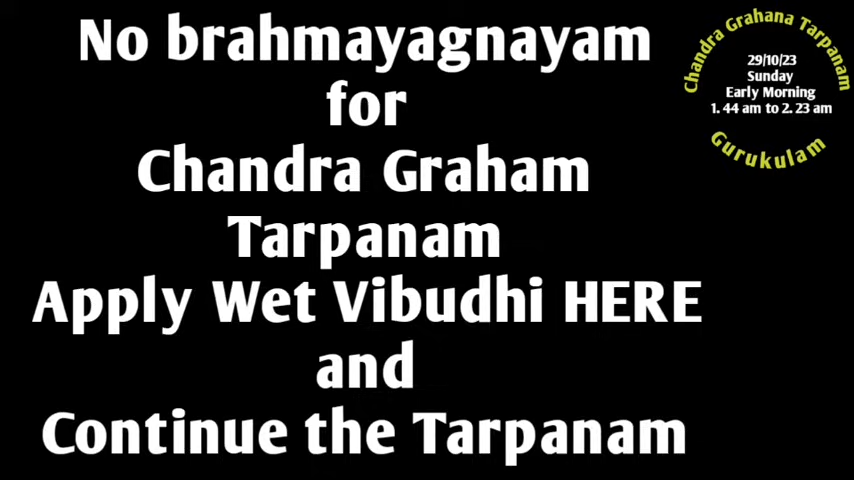 No brahmayagnayam
for
Chandra Graham
Tarpanam
Apply Wet Vibudhi HERE
and
Continue the Tarpanam
Chandra Grahana Tarpanam
29/10/23
Sunday
Early Morning
1. 44 am to 2. 23 am
Gurukulam